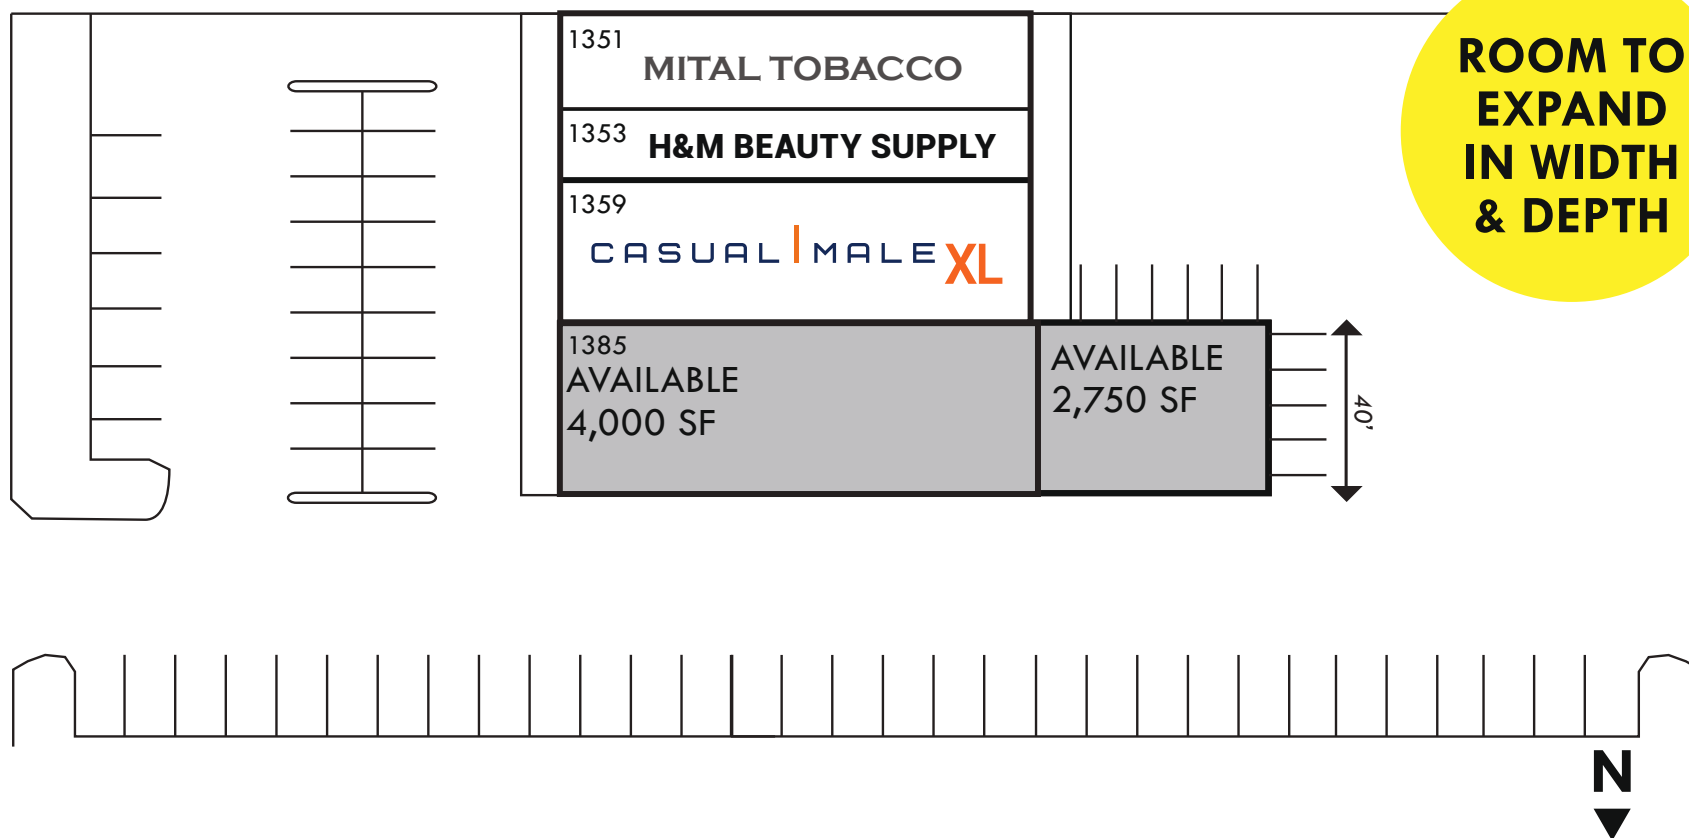 1351
MITAL TOBACCO
1353
H&M BEAUTY SUPPLY
1359
CASUAL MALE XL
1385
AVAILABLE
4,000 SF
AVAILABLE
2,750 SF
40'
ROOM TO
EXPAND
IN WIDTH
& DEPTH
N